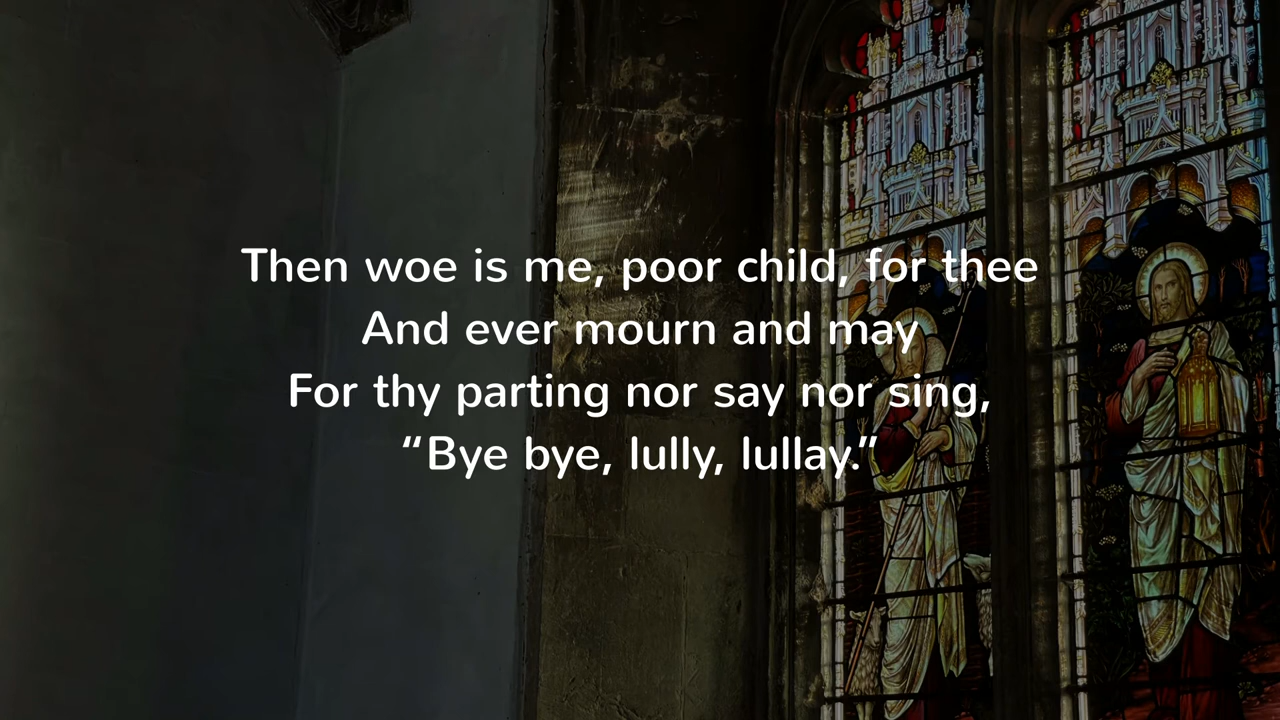 Then woe is me, poor child, for thee
And ever mourn and may
For thy parting nor say nor sing,
“Bye bye, lully, lullay.”